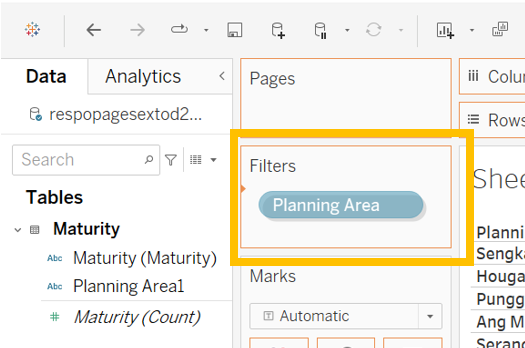 Data
Analytics
respopagesextod2...
Search
Tables
Maturity
Abc Maturity (Maturity)
Abc Planning Area1
# Maturity (Count)
Pages
Filters
Planning Area
Marks
Automatic
Colu
Rows
Shee
Planni
Sengka
Houga
Pungg
Ang M
Serang